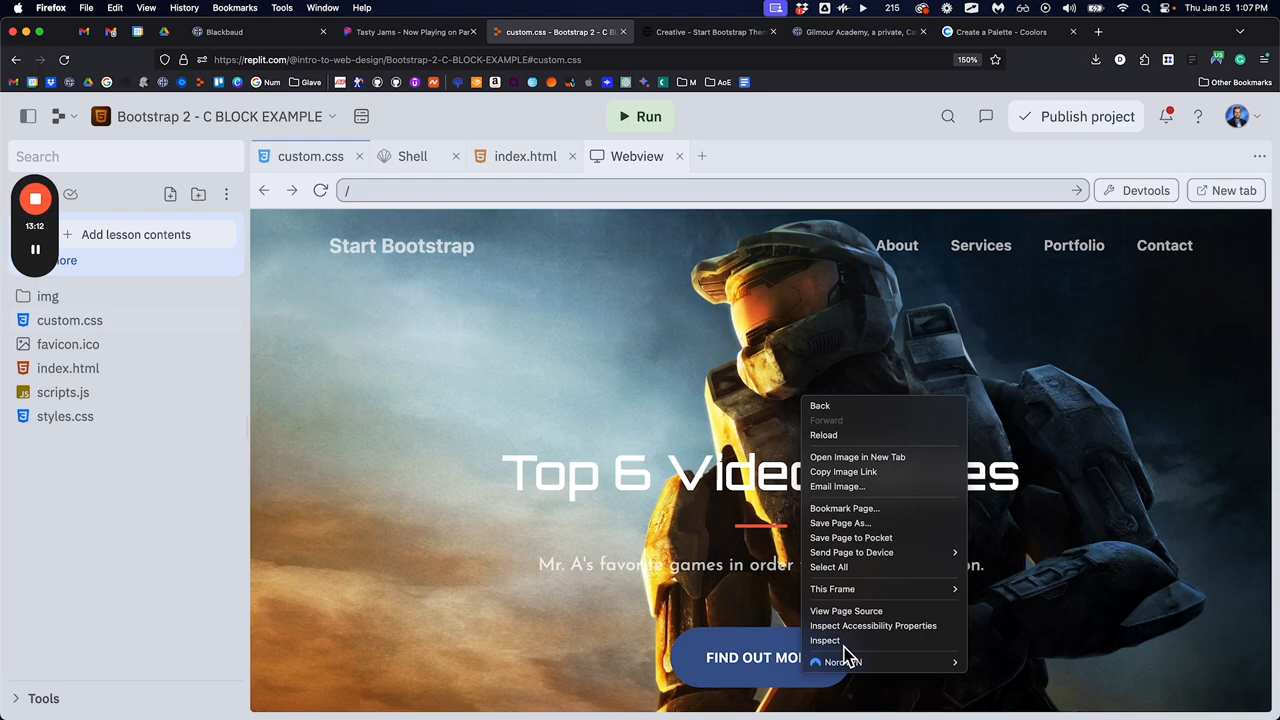 Firefox File Edit View History Bookmarks Tools Window Help 215 Thu Jan 25 1:07 PM
Blackbaud Tasty Jams - Now Playing on Par custom.css - Bootstrap 2 - C Creative - Start Bootstrap Then Gilmour Academy, a private, Cat Create a Palette - Coolors
https://replit.com/@intro-to-web-design/Bootstrap-2-C-BLOCK-EXAMPLE#custom.css 150%
Num Glave M AoE Other Bookmarks
Bootstrap 2 - C BLOCK EXAMPLE Run Publish project
Search custom.css Shell index.html Webview
/ Devtools New tab
13:12
Add lesson contents
ore
img
custom.css
favicon.ico
index.html
scripts.js
styles.css
Tools
Start Bootstrap About Services Portfolio Contact
Top 6 Video es
Mr. A's favorite games in order on.
FIND OUT MO
Back
Forward
Reload
Open Image in New Tab
Copy Image Link
Email Image...
Bookmark Page...
Save Page As...
Save Page to Pocket
Send Page to Device
Select All
This Frame
View Page Source
Inspect Accessibility Properties
Inspect